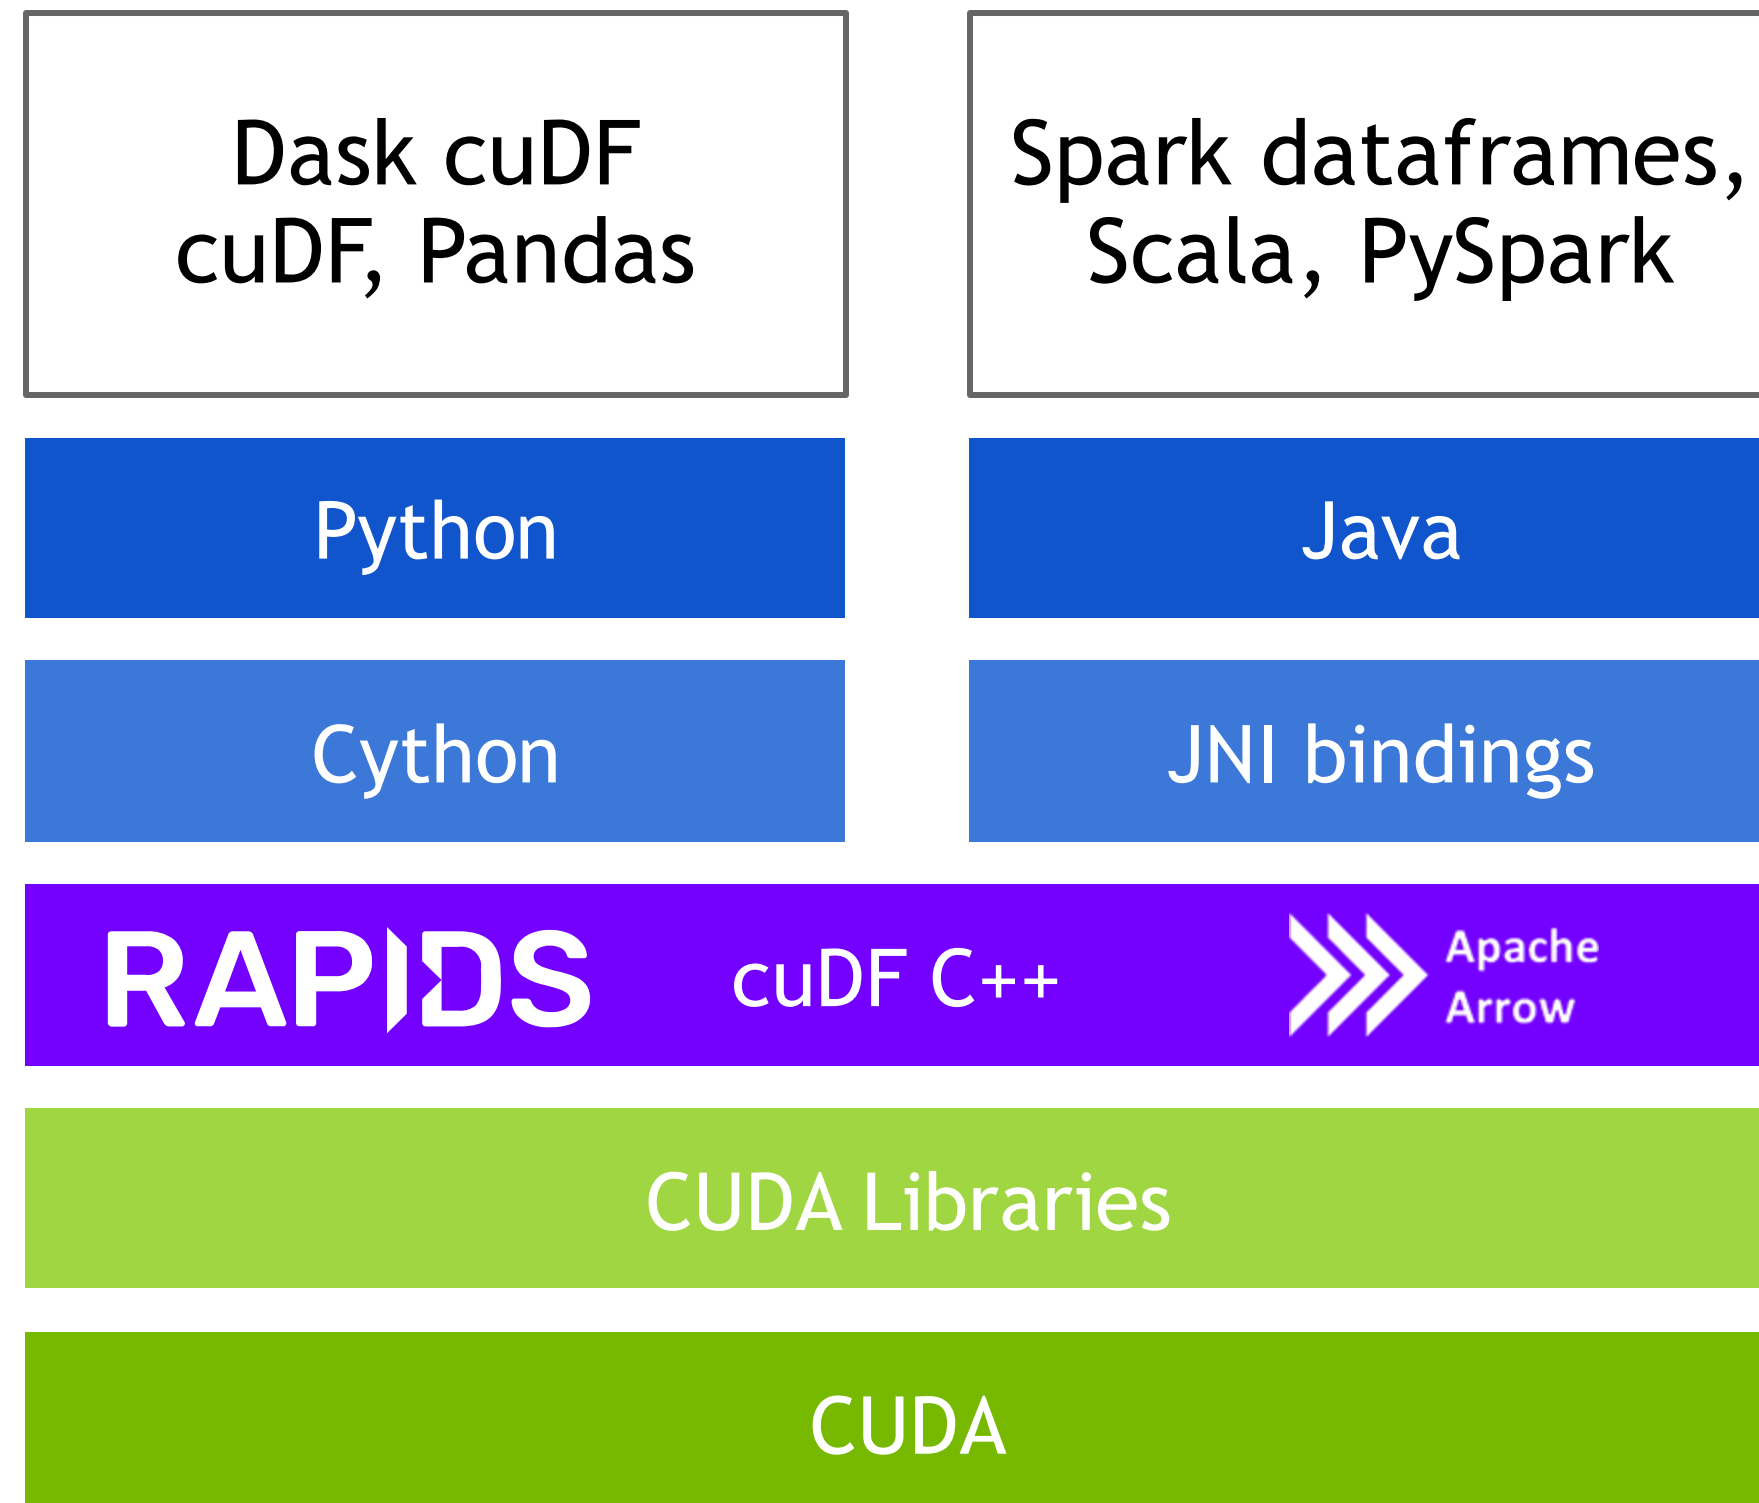 Dask cuDF
cuDF, Pandas
Spark dataframes,
Scala, PySpark
Python
Java
Cython
JNI bindings
RAPIDS
cuDF C++
Apache
Arrow
CUDA Libraries
CUDA